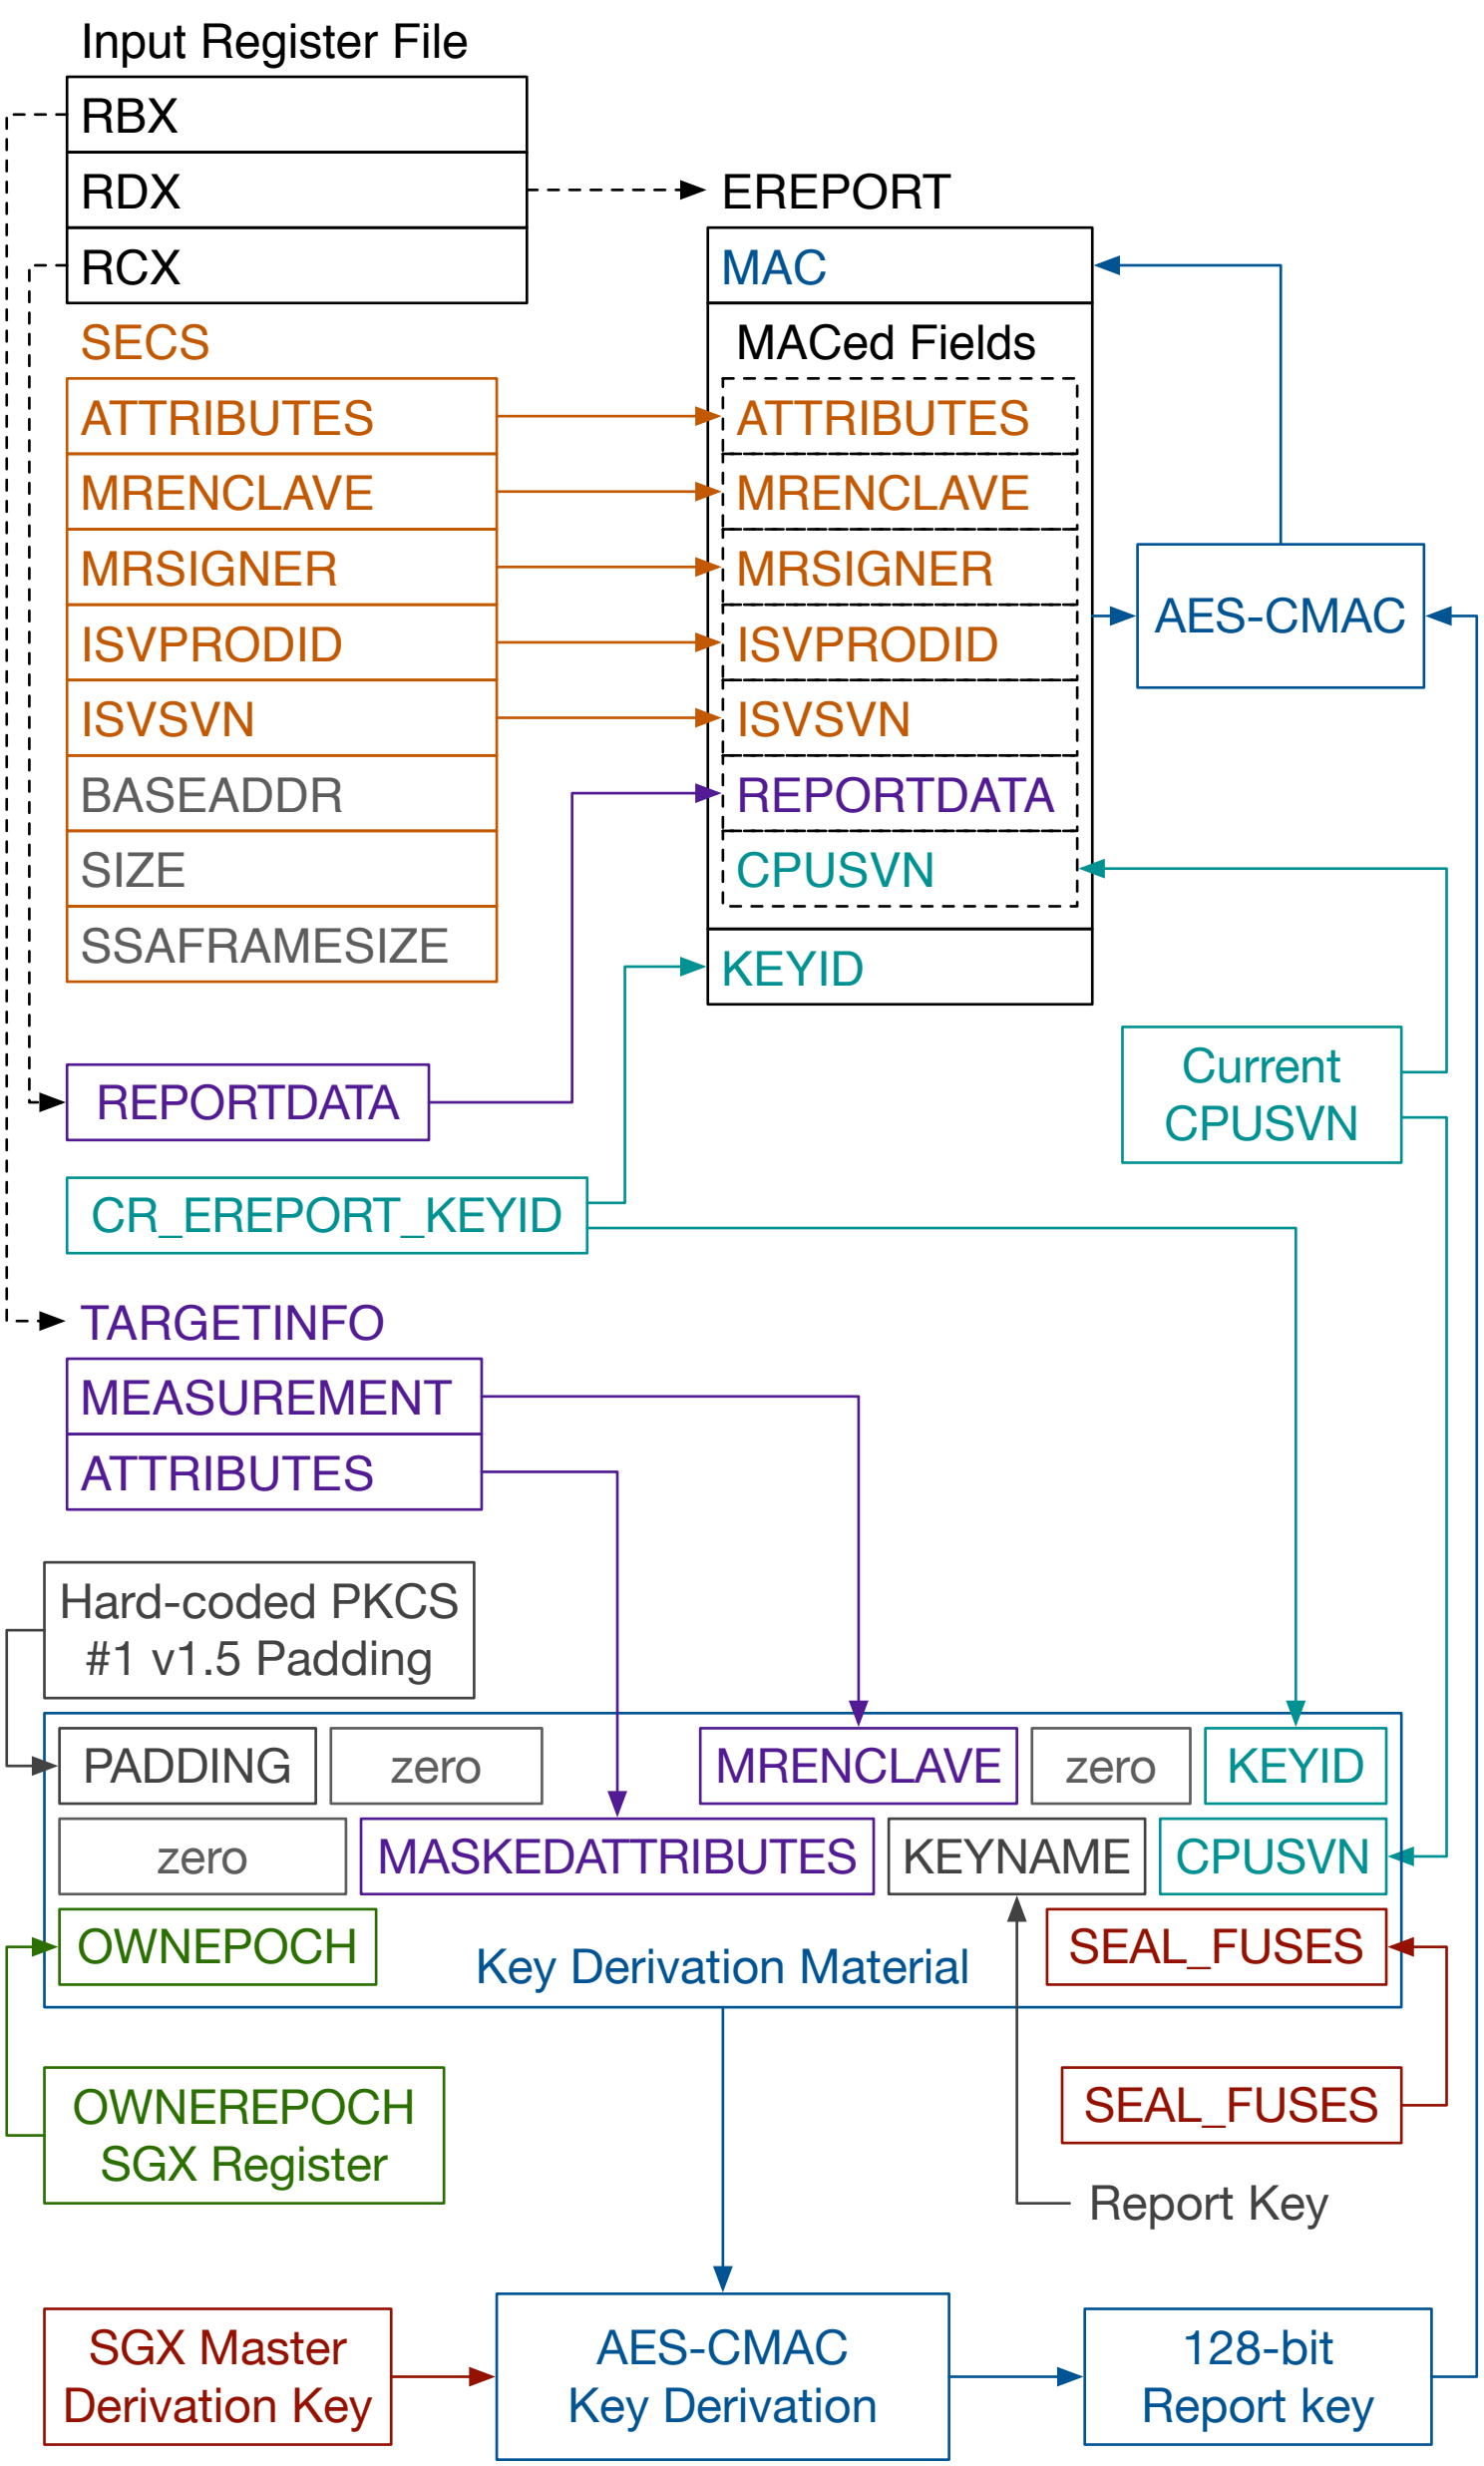 Input Register File
RBX
RDX
RCX
EREPORT
MAC
MACed Fields
ATTRIBUTES
MRENCLAVE
MRSIGNER
ISVPRODID
ISVSVN
REPORTDATA
CPUSVN
KEYID
SECS
ATTRIBUTES
MRENCLAVE
MRSIGNER
ISVPRODID
ISVSVN
BASEADDR
SIZE
SSAFRAMESIZE
AES-CMAC
REPORTDATA
Current
CPUSVN
CR_EREPORT_KEYID
TARGETINFO
MEASUREMENT
ATTRIBUTES
Hard-coded PKCS
#1 v1.5 Padding
PADDING
zero
MRENCLAVE
zero
KEYID
zero
MASKEDATTRIBUTES
KEYNAME
CPUSVN
OWNEPOCH
Key Derivation Material
SEAL_FUSES
OWNEREPOCH
SGX Register
SEAL_FUSES
Report Key
SGX Master
Derivation Key
AES-CMAC
Key Derivation
128-bit
Report key